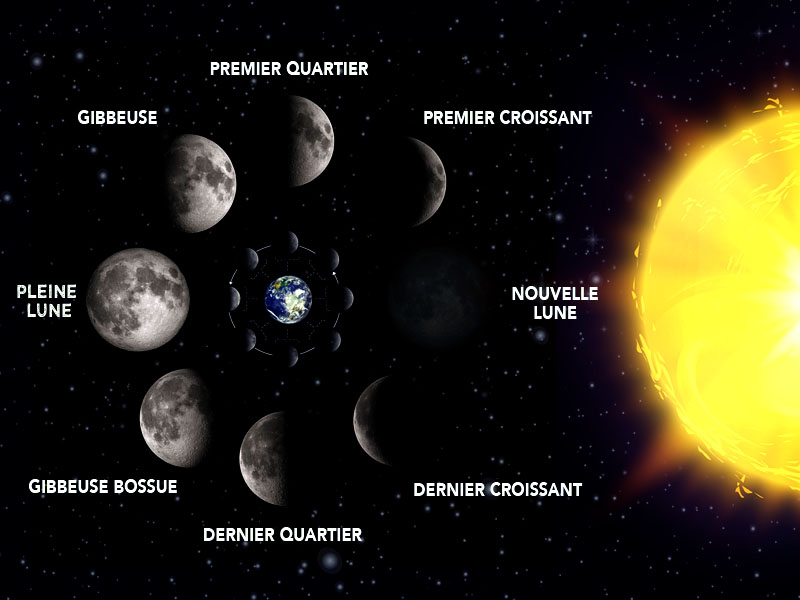 PREMIER QUARTIER
GIBBEUSE
PREMIER CROISSANT
PLEINE
LUNE
NOUVELLE
LUNE
GIBBEUSE BOSSUE
DERNIER CROISSANT
DERNIER QUARTIER